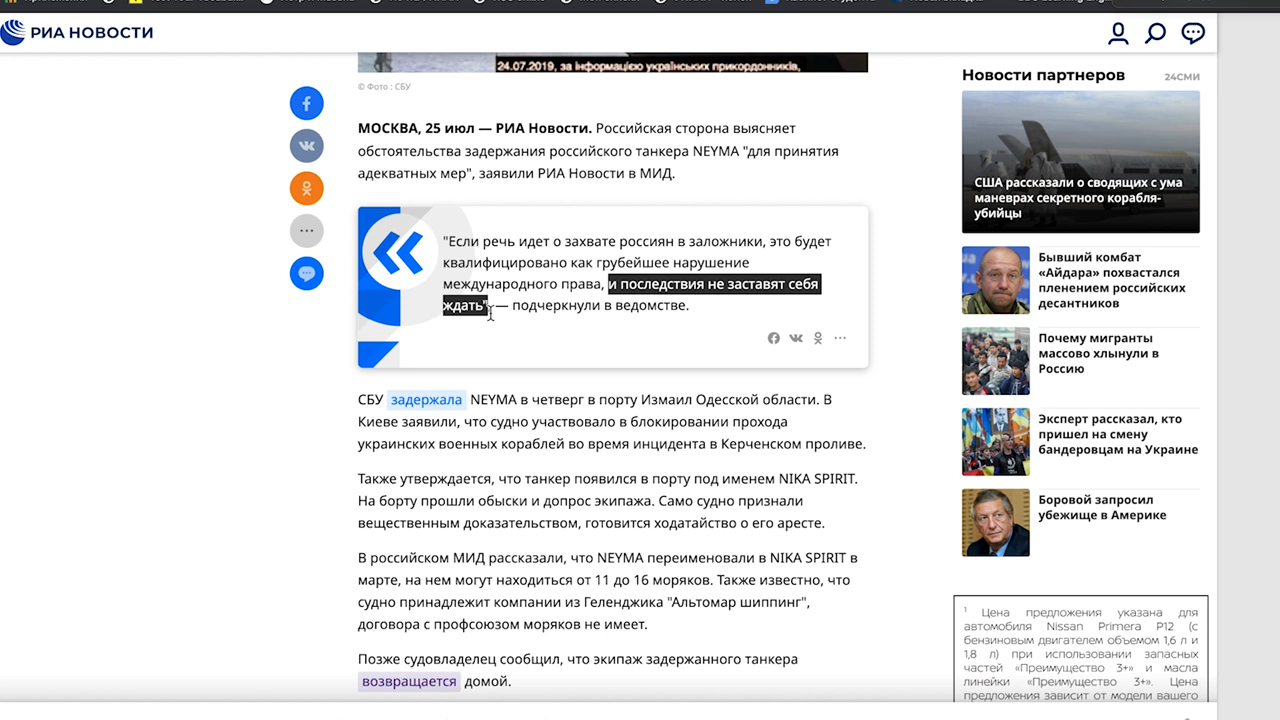 РИА НОВОСТИ
24.07.2019, за інформацією українських прикордонників,
© Фото : СБУ
МОСКВА, 25 июл — РИА Новости. Российская сторона выясняет
обстоятельства задержания российского танкера NEYMA "для принятия
адекватных мер", заявили РИА Новости в МИД.
"Если речь идет о захвате россиян в заложники, это будет
квалифицировано как грубейшее нарушение
международного права, и последствия не заставят себя
ждать", — подчеркнули в ведомстве.
СБУ задержала NEYMA в четверг в порту Измаил Одесской области. В
Киеве заявили, что судно участвовало в блокировании прохода
украинских военных кораблей во время инцидента в Керченском проливе.
Также утверждается, что танкер появился в порту под именем NIKA SPIRIT.
На борту прошли обыски и допрос экипажа. Само судно признали
вещественным доказательством, готовится ходатайство о его аресте.
В российском МИД рассказали, что NEYMA переименовали в NIKA SPIRIT в
марте, на нем могут находиться от 11 до 16 моряков. Также известно, что
судно принадлежит компании из Геленджика "Альтомар шиппинг",
договора с профсоюзом моряков не имеет.
Позже судовладелец сообщил, что экипаж задержанного танкера
возвращается домой.
Новости партнеров
24СМИ
США рассказали о сводящих с ума
маневрах секретного корабля-
убийцы
Бывший комбат
«Айдара» похвастался
пленением российских
десантников
Почему мигранты
массово хлынули в
Россию
Эксперт рассказал, кто
пришел на смену
бандеровцам на Украине
Боровой запросил
убежище в Америке
1 Цена предложения указана для
автомобиля Nissan Primera P12 (с
бензиновым двигателем объемом 1,6 л и
1,8 л) при использовании запасных
частей «Преимущество 3+» и масла
линейки «Преимущество 3+». Цена
предложения зависит от модели вашего